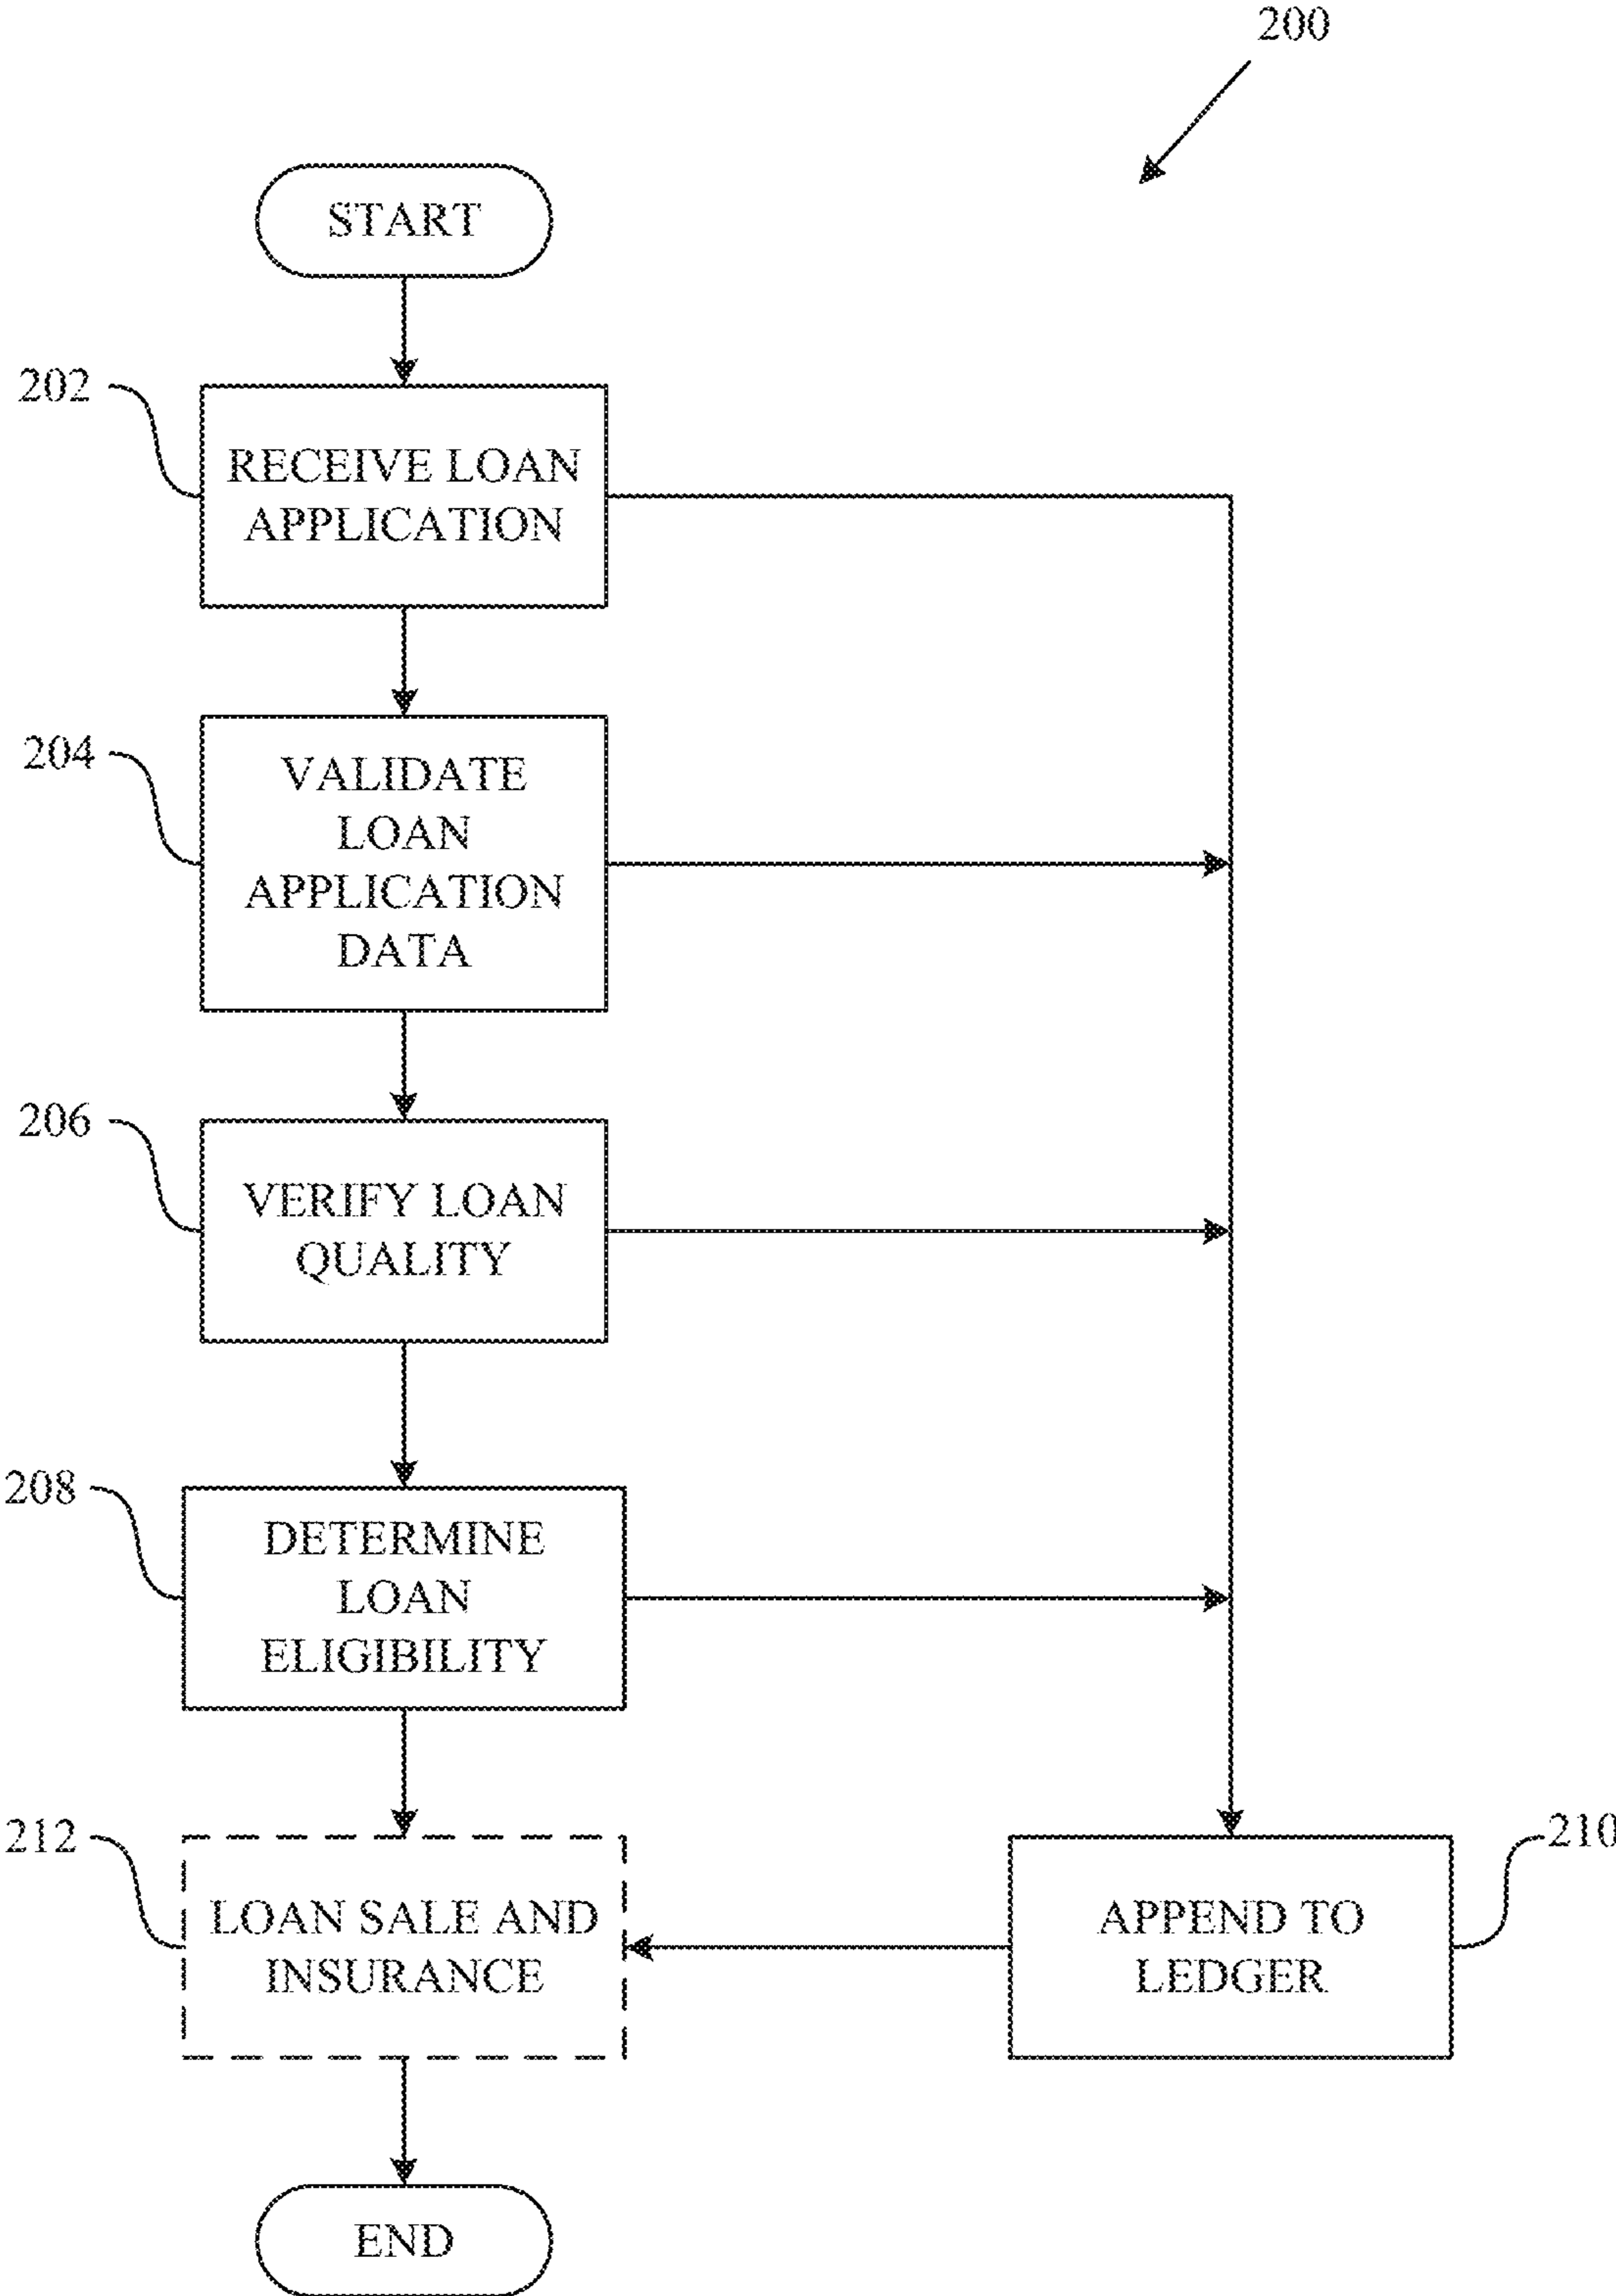 200
START
202
RECEIVE LOAN
APPLICATION
204
VALIDATE
LOAN
APPLICATION
DATA
206
VERIFY LOAN
QUALITY
208
DETERMINE
LOAN
ELIGIBILITY
212
LOAN SALE AND
INSURANCE
210
APPEND TO
LEDGER
END